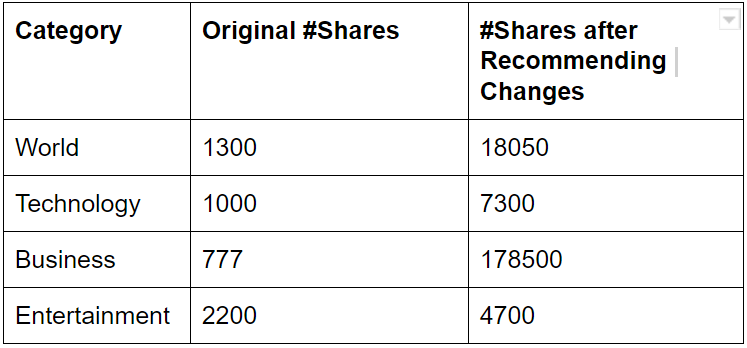 Category Original #Shares #Shares after
Recommending
Changes
World 1300 18050
Technology 1000 7300
Business 777 178500
Entertainment 2200 4700